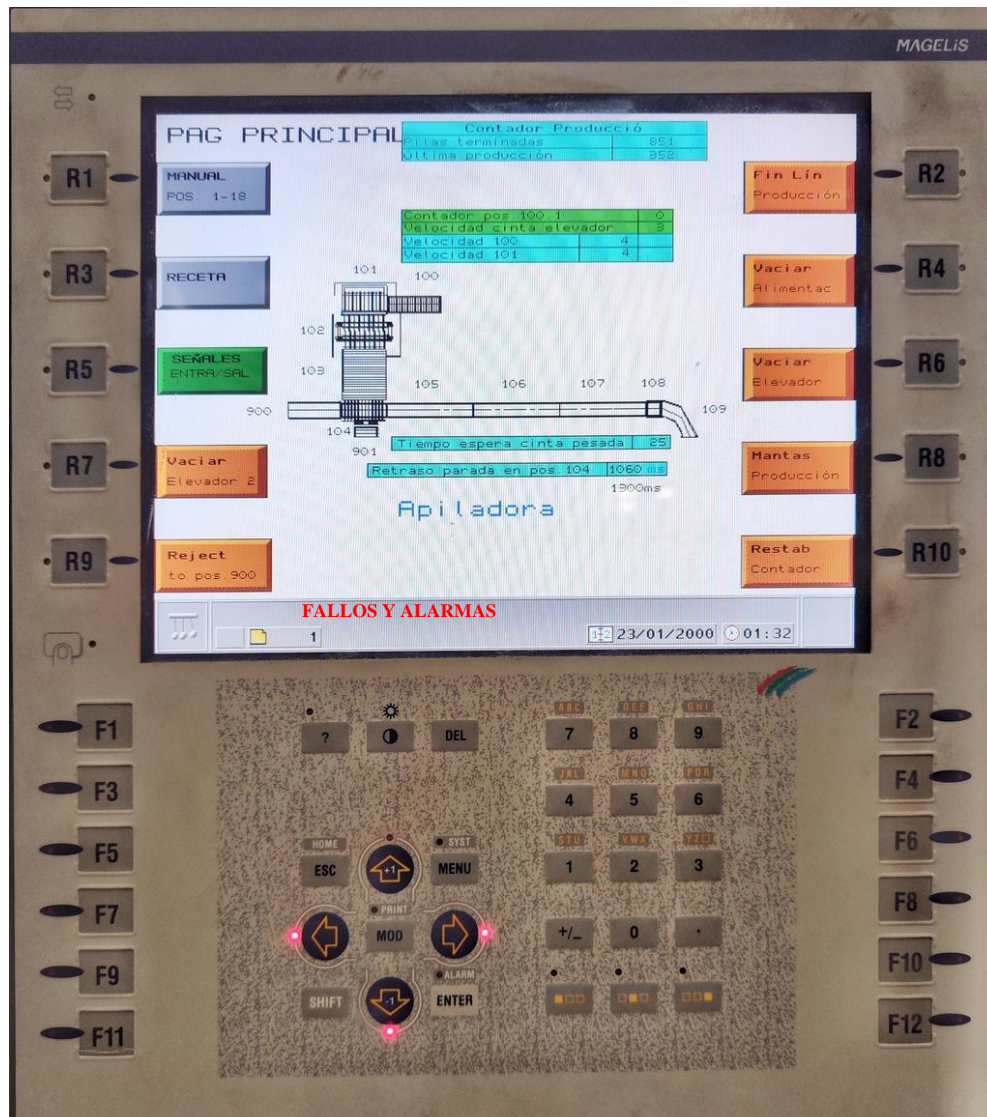 MAGELiS
PAG PRINCIPAL
Contador Producció
Pilas terminadas 851
Última producción 352
R1
MANUAL
POS. 1-18
Fin Lín
Producción
R2
Contador pos.100.1 0
Velocidad cinta elevador 3
Velocidad 100 4
Velocidad 101 4
R3
RECETA
Vaciar
Alimentac
R4
101 100
102
R5
SEÑALES
ENTRA/SAL
Vaciar
Elevador
R6
103 105 106 107 108
900 109
104
901
Tiempo espera cinta pesada 25
R7
Vaciar
Elevador 2
Mantas
Producción
R8
Retraso parada en pos.104 1060 ms
1300ms
Apiladora
R9
Reject
to pos.900
Restab
Contador
R10
FALLOS Y ALARMAS
1 23/01/2000 01:32
F1
? DEL
ABC DEF GHI
7 8 9
F2
F3
JKL MNO PQR
4 5 6
F4
F5
HOME SYST
ESC +1 MENU
STU VWX YZ
1 2 3
F6
F7
PRINT
MOD
+/_ 0 .
F8
F9
ALARM
SHIFT -1 ENTER
F10
F11
F12